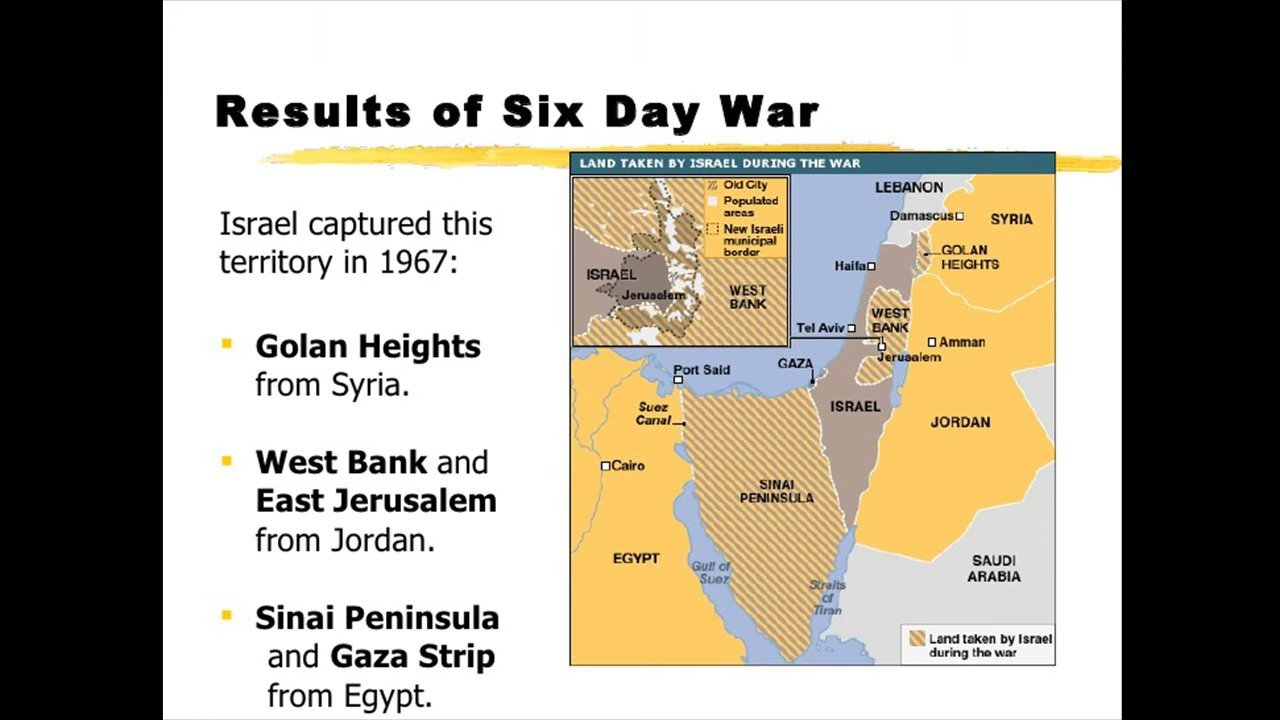 Results of Six Day War
Israel captured this
territory in 1967:
Golan Heights
from Syria.
West Bank and
East Jerusalem
from Jordan.
Sinai Peninsula
and Gaza Strip
from Egypt.
LAND TAKEN BY ISRAEL DURING THE WAR
Old City
Populated
areas
New Israeli
municipal
border
ISRAEL
Jerusalem
WEST
BANK
LEBANON
Damascus
SYRIA
GOLAN
HEIGHTS
Haifa
WEST
BANK
Tel Aviv
Amman
Jerusalem
GAZA
Port Said
Suez
Canal
ISRAEL
JORDAN
Cairo
SINAI
PENINSULA
EGYPT
Gulf of
Suez
Straits
of
Tiran
SAUDI
ARABIA
Land taken by Israel
during the war